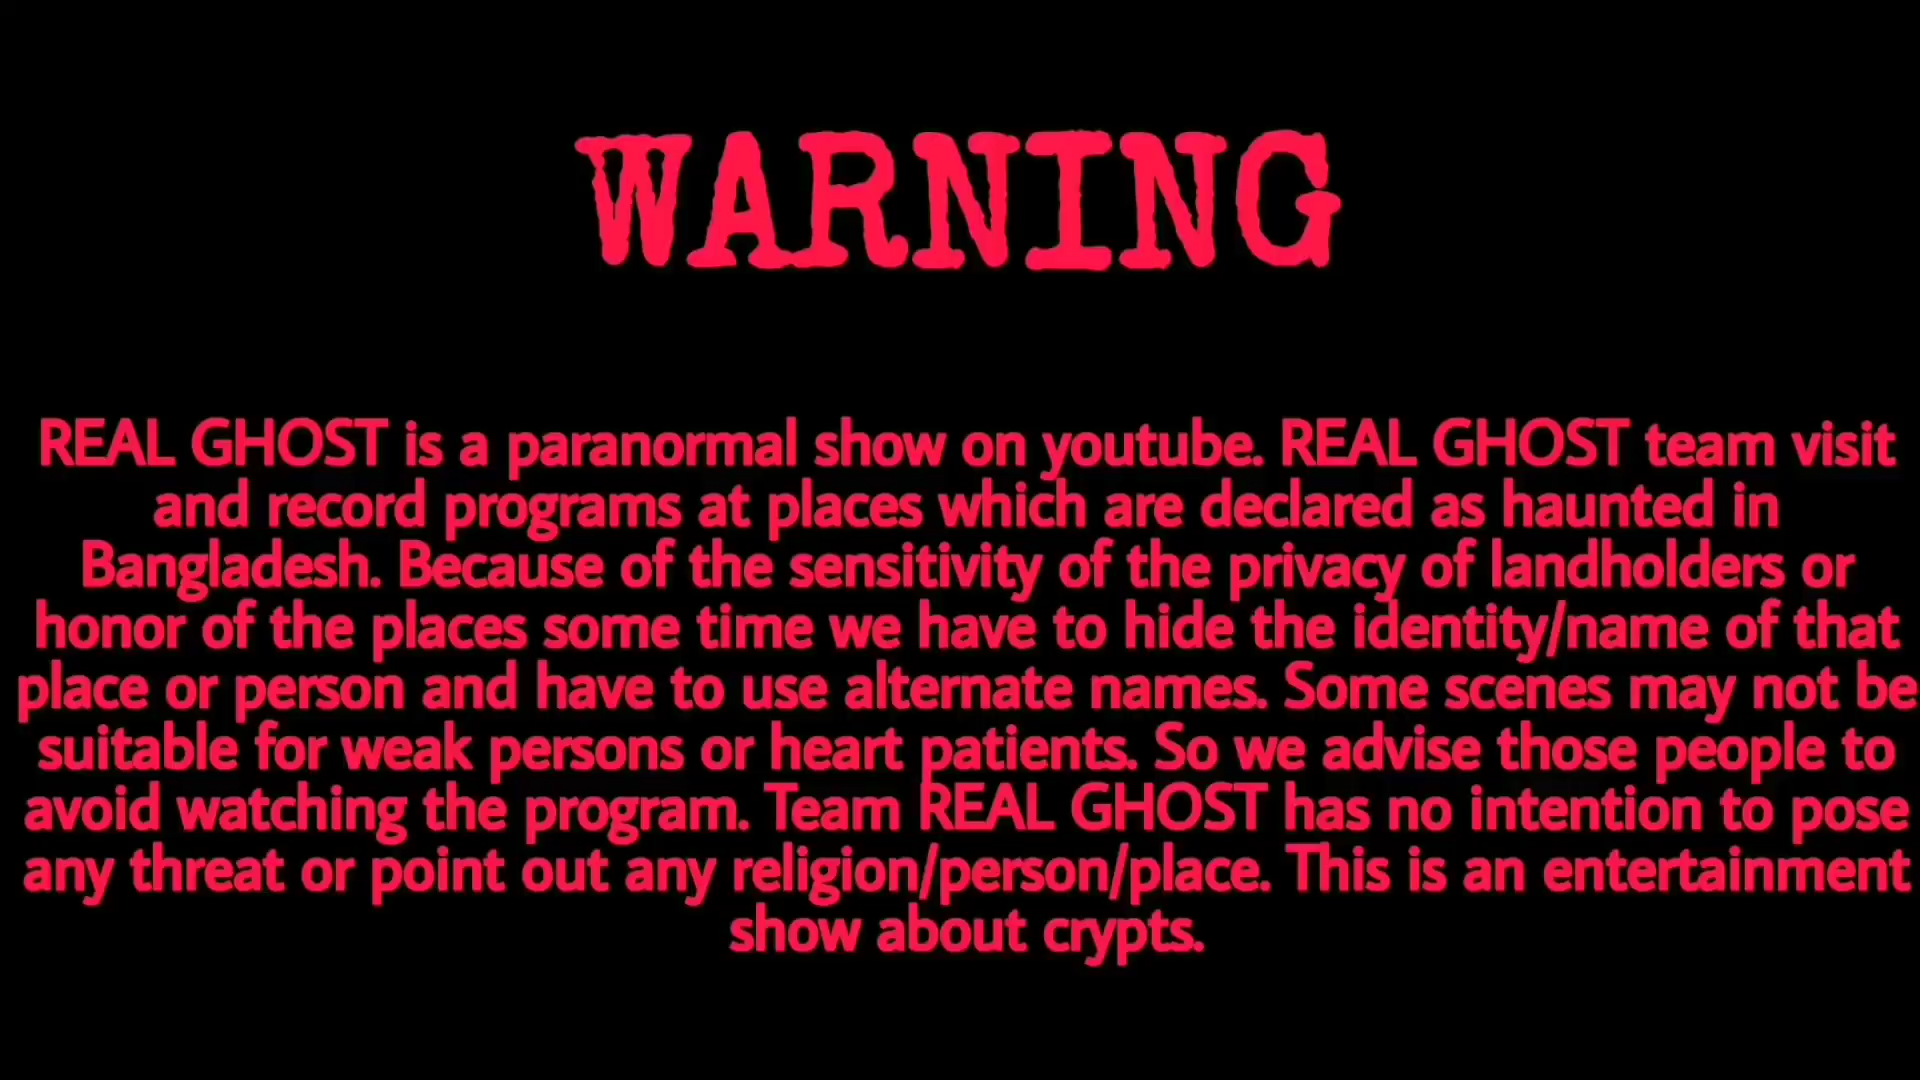 WARNING
REAL GHOST is a paranormal show on youtube. REAL GHOST team visit
and record programs at places which are declared as haunted in
Bangladesh. Because of the sensitivity of the privacy of landholders or
honor of the places some time we have to hide the identity/name of that
place or person and have to use alternate names. Some scenes may not be
suitable for weak persons or heart patients. So we advise those people to
avoid watching the program. Team REAL GHOST has no intention to pose
any threat or point out any religion/person/place. This is an entertainment
show about crypts.